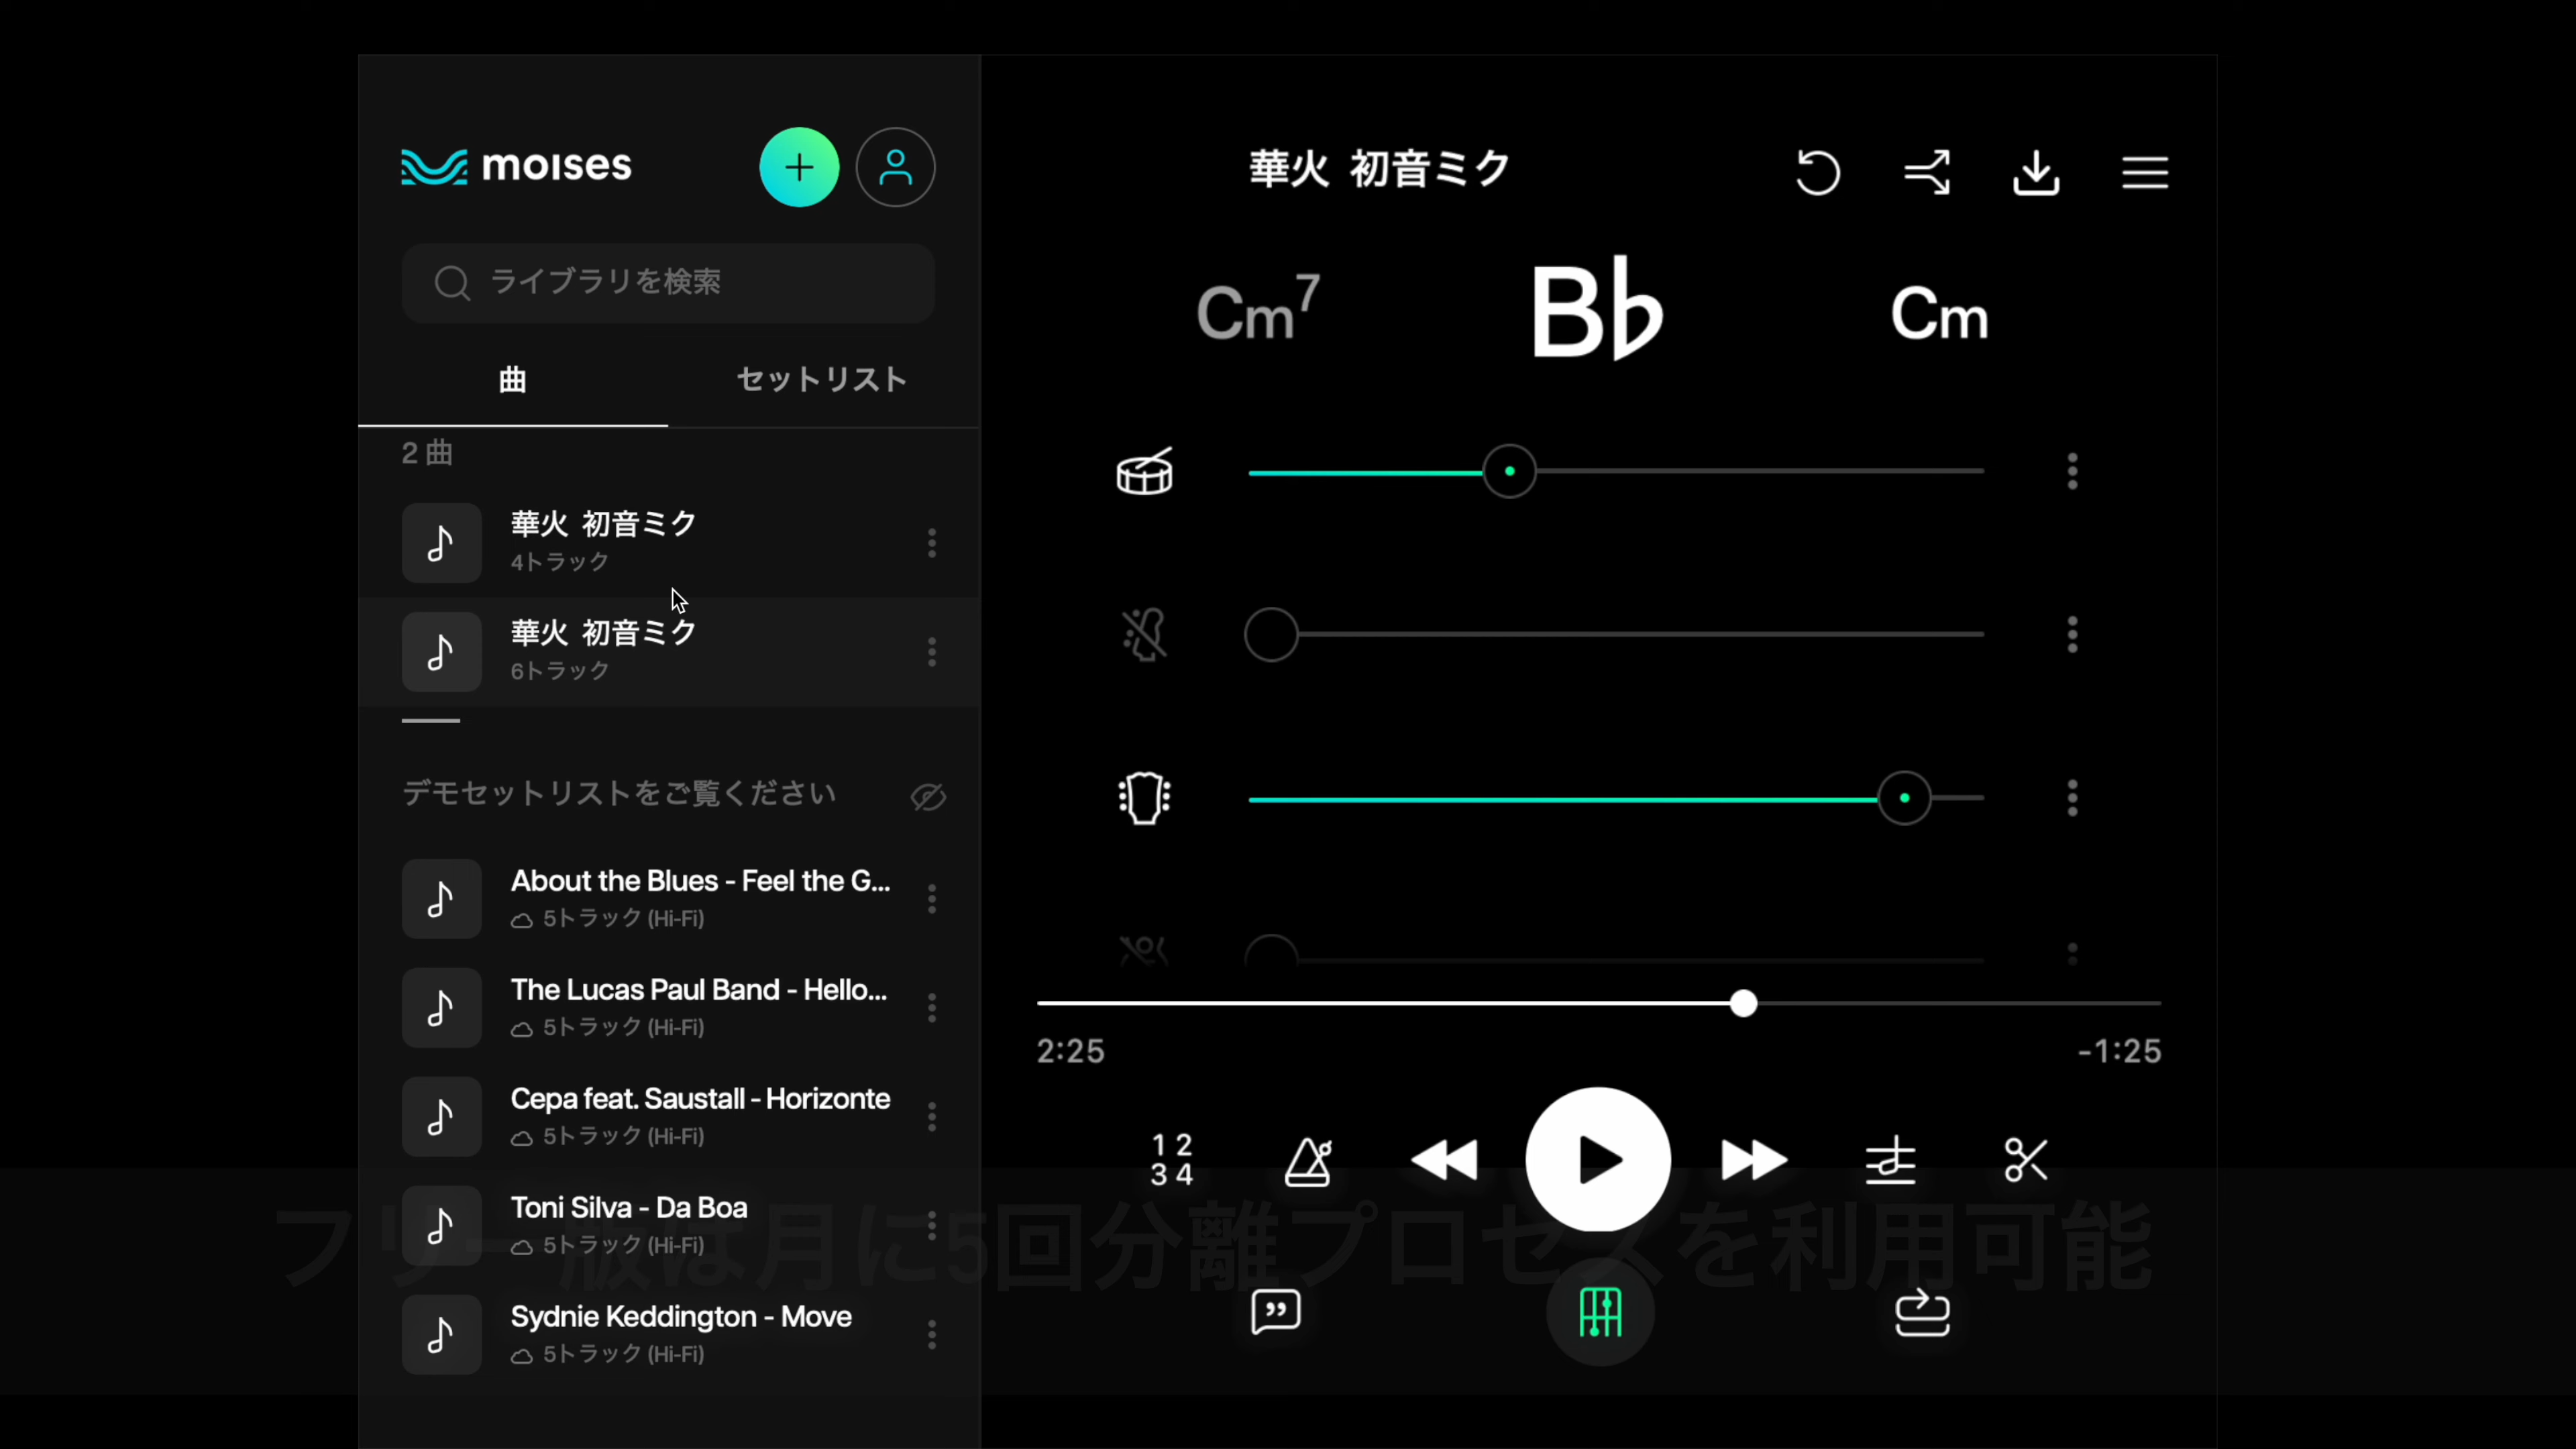 moises
華火 初音ミク
ライブラリを検索
Cm7
B♭
Cm
曲
セットリスト
2 曲
華火 初音ミク
4トラック
華火 初音ミク
6トラック
デモセットリストをご覧ください
About the Blues - Feel the G...
5トラック (Hi-Fi)
The Lucas Paul Band - Hello...
5トラック (Hi-Fi)
Cepa feat. Saustall - Horizonte
5トラック (Hi-Fi)
Toni Silva - Da Boa
5トラック (Hi-Fi)
Sydnie Keddington - Move
5トラック (Hi-Fi)
2:25
-1:25
1 2
3 4
フリー版は月に5回分離プロセスを利用可能